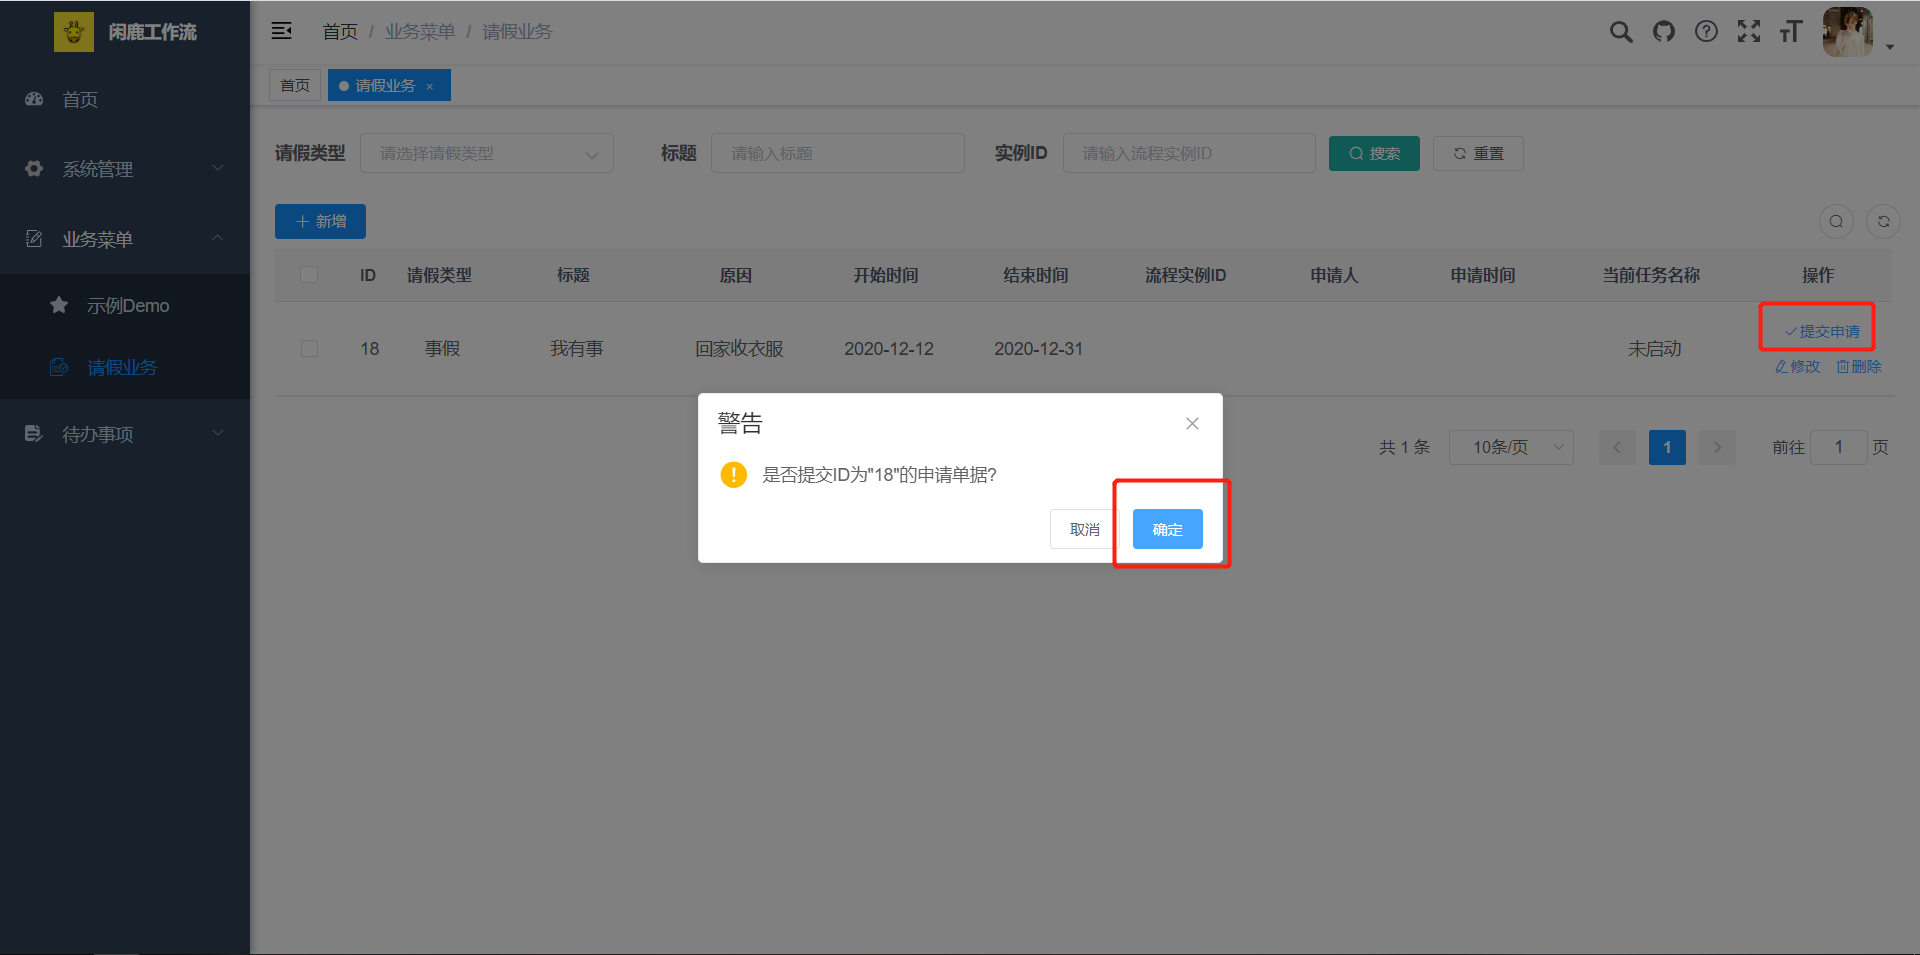 闲鹿工作流
首页 / 业务菜单 / 请假业务
首页
系统管理
业务菜单
示例Demo
请假业务
待办事项
首页
请假业务 ×
请假类型 请选择请假类型 标题 请输入标题 实例ID 请输入流程实例ID 搜索 重置
新增
ID 请假类型 标题 原因 开始时间 结束时间 流程实例ID 申请人 申请时间 当前任务名称 操作
18 事假 我有事 回家收衣服 2020-12-12 2020-12-31 未启动 提交申请
修改 删除
共 1 条 10条/页 1 前往 1 页
警告
是否提交ID为"18"的申请单据?
取消 确定